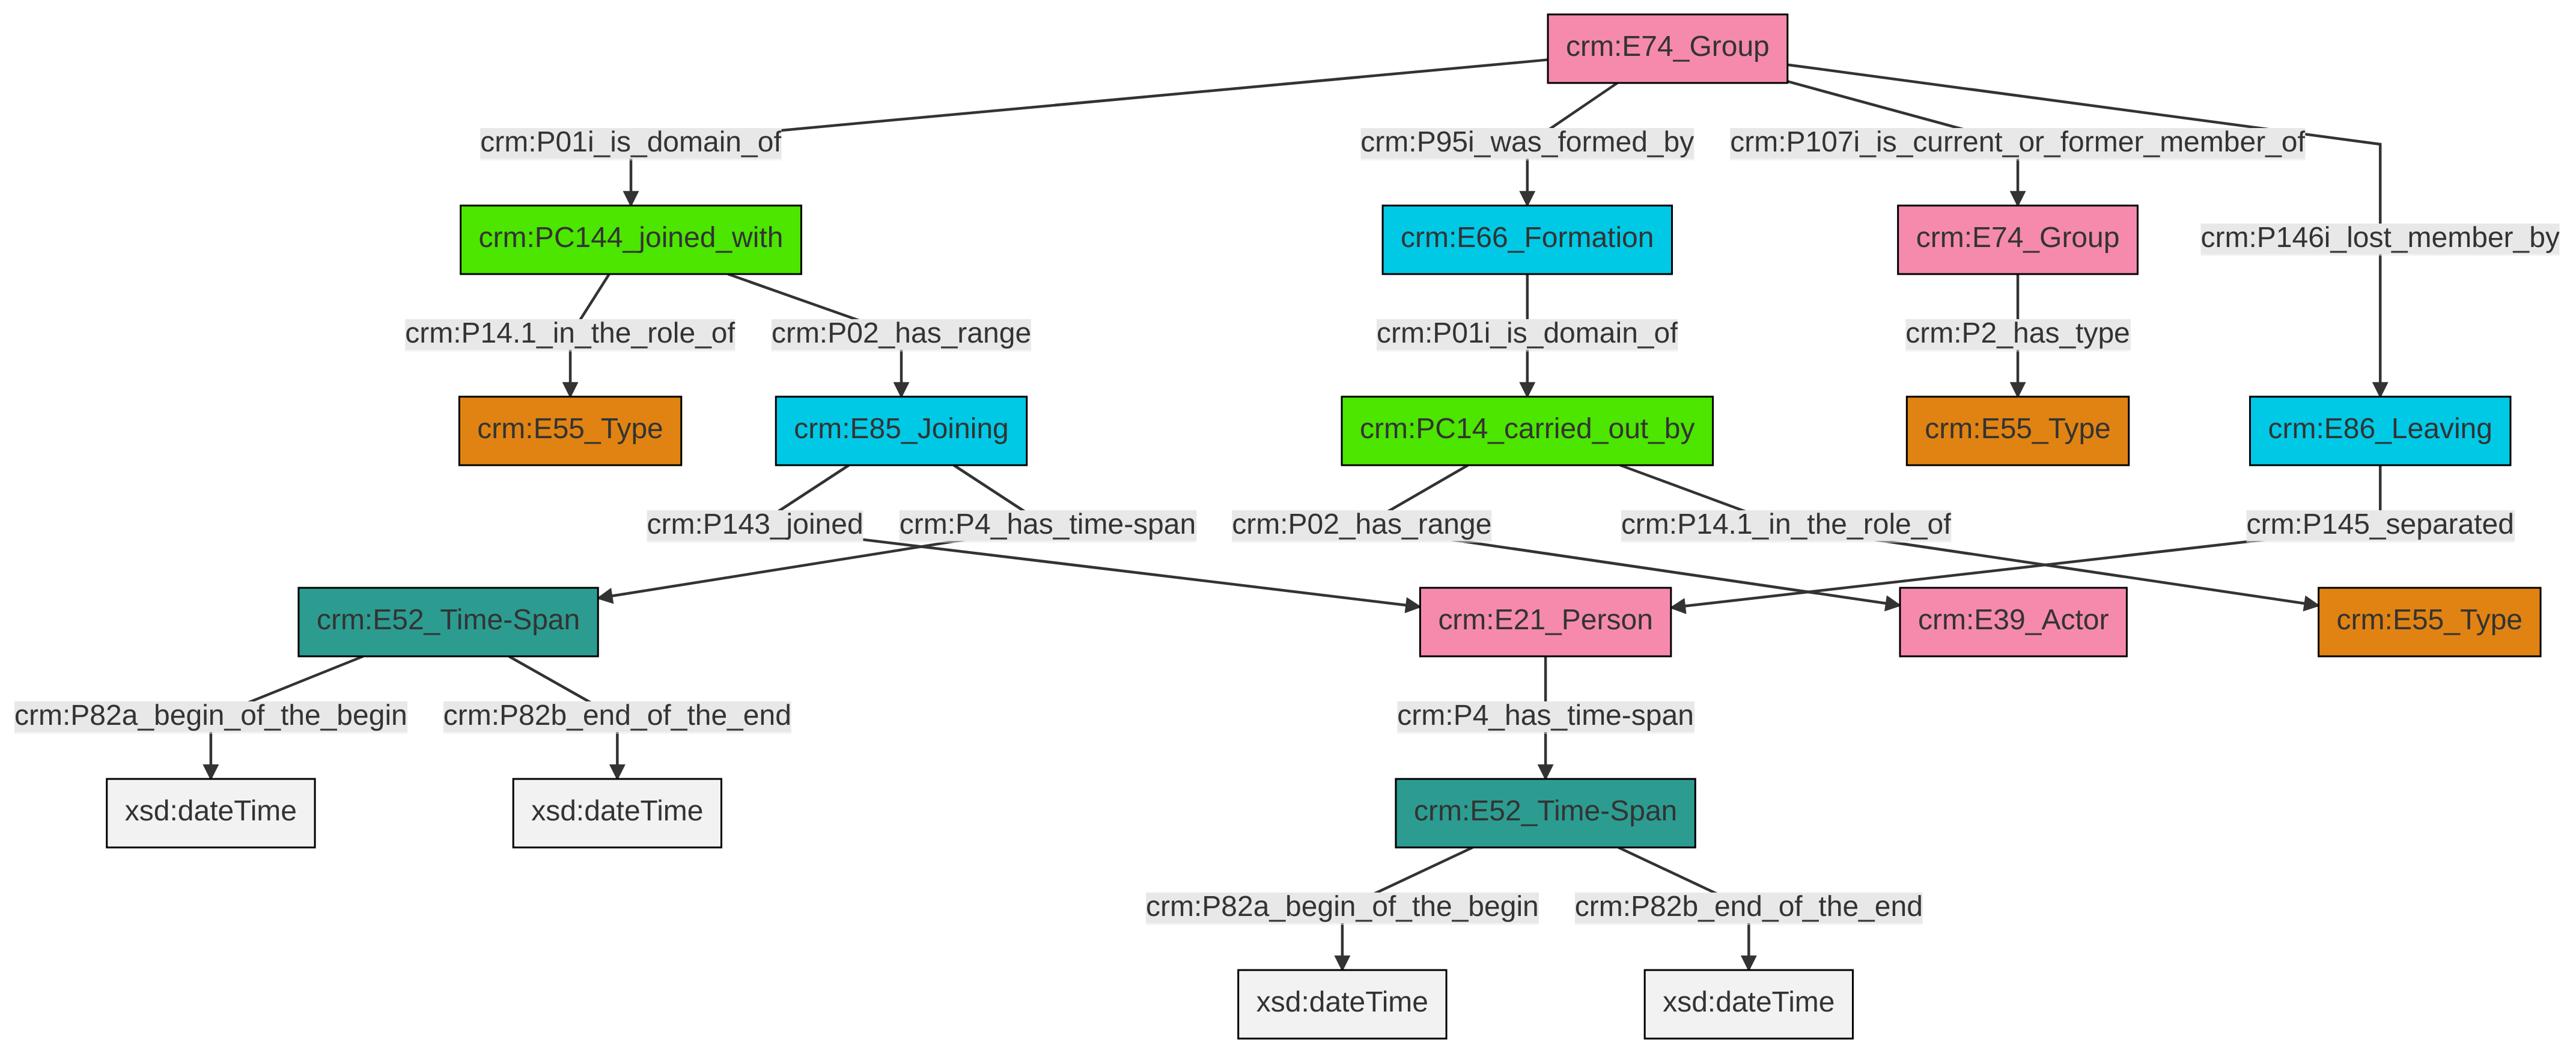 crm:E74_Group
crm:P01i_is_domain_of
crm:P95i_was_formed_by
crm:P107i_is_current_or_former_member_of
crm:PC144_joined_with
crm:E66_Formation
crm:E74_Group
crm:P146i_lost_member_by
crm:P14.1_in_the_role_of
crm:P02_has_range
crm:P01i_is_domain_of
crm:P2_has_type
crm:E55_Type
crm:E85_Joining
crm:PC14_carried_out_by
crm:E55_Type
crm:E86_Leaving
crm:P143_joined
crm:P4_has_time-span
crm:P02_has_range
crm:P14.1_in_the_role_of
crm:P145_separated
crm:E52_Time-Span
crm:E21_Person
crm:E39_Actor
crm:E55_Type
crm:P82a_begin_of_the_begin
crm:P82b_end_of_the_end
crm:P4_has_time-span
xsd:dateTime
xsd:dateTime
crm:E52_Time-Span
crm:P82a_begin_of_the_begin
crm:P82b_end_of_the_end
xsd:dateTime
xsd:dateTime